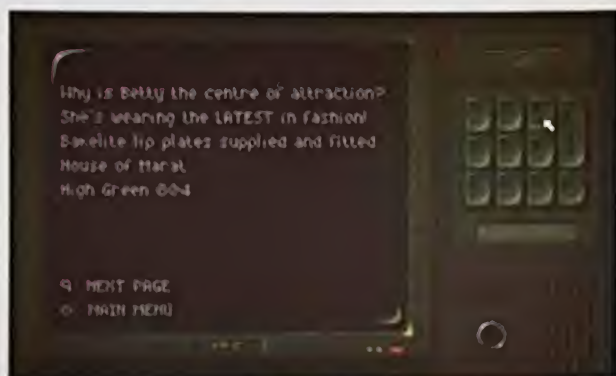 Why is Betty the centre of attraction?
She's wearing the LATEST in fashion!
Bakelite lip plates supplied and fitted
House of Marat
High Green 804
9 NEXT PAGE
0 MAIN MENU